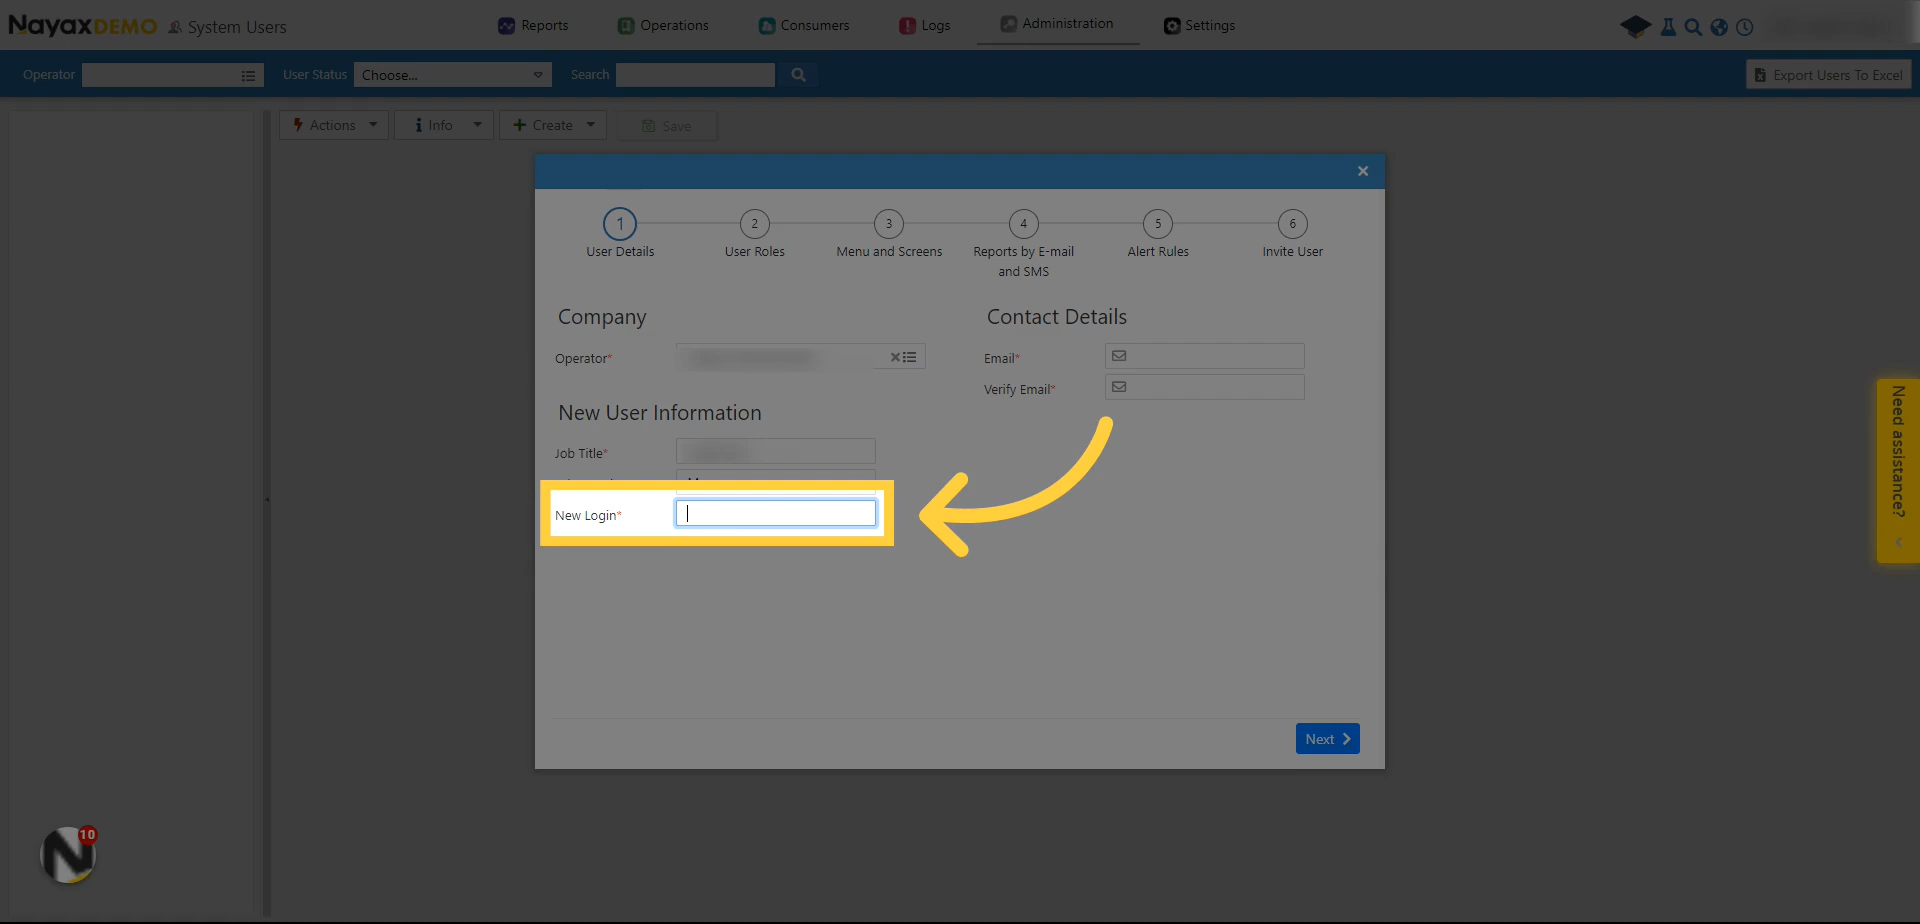 NayaxDEMO System Users
Reports Operations Consumers Logs Administration Settings
Operator User Status Choose... Search Export Users To Excel
Actions Info Create Save
1 2 3 4 5 6
User Details User Roles Menu and Screens Reports by E-mail and SMS Alert Rules Invite User
Company
Operator*
New User Information
Job Title*
New Login*
Contact Details
Email*
Verify Email*
Next
Need assistance?
N 10